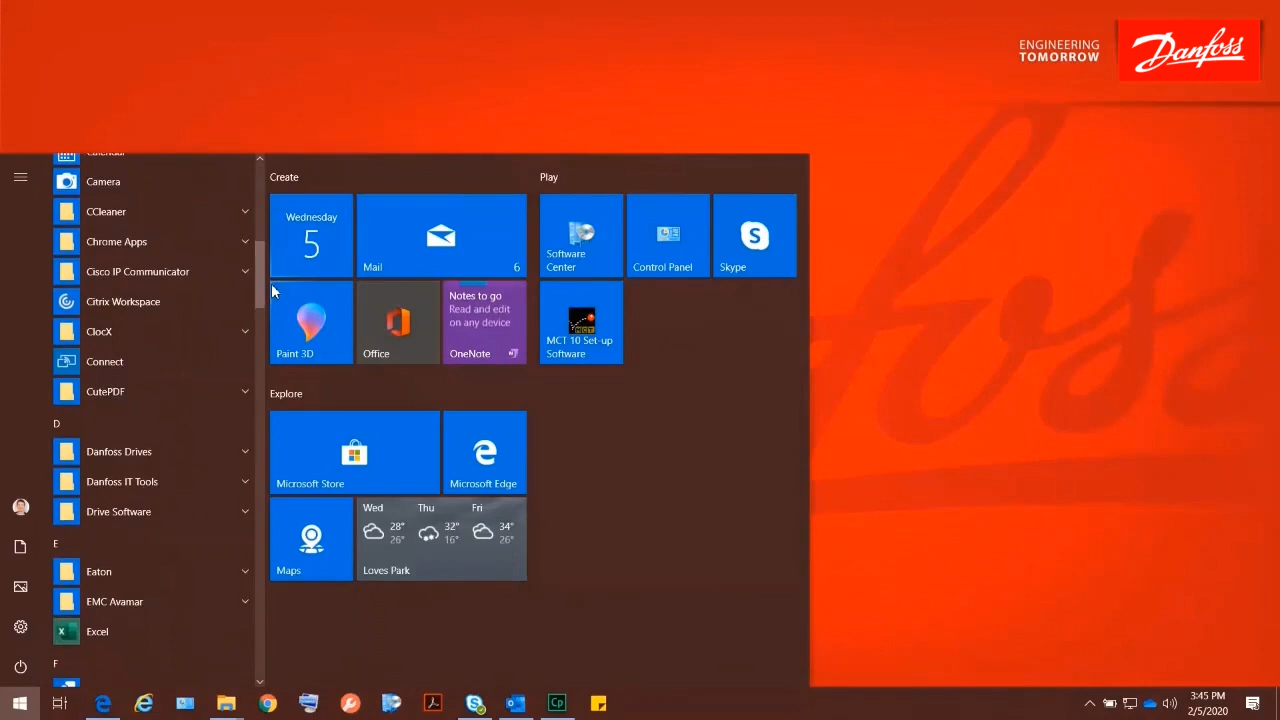 ENGINEERING
TOMORROW
Danfoss
Calendar
Camera
CCleaner
Chrome Apps
Cisco IP Communicator
Citrix Workspace
ClocX
Connect
CutePDF
D
Danfoss Drives
Danfoss IT Tools
Drive Software
E
Eaton
EMC Avamar
Excel
F
Create
Wednesday
5
Mail
6
Paint 3D
Office
Notes to go
Read and edit
on any device
OneNote
Explore
Microsoft Store
Microsoft Edge
Maps
Wed Thu Fri
28° 32° 34°
26° 16° 26°
Loves Park
Play
Software
Center
Control Panel
Skype
MCT
MCT 10 Set-up
Software
Cp
3:45 PM
2/5/2020